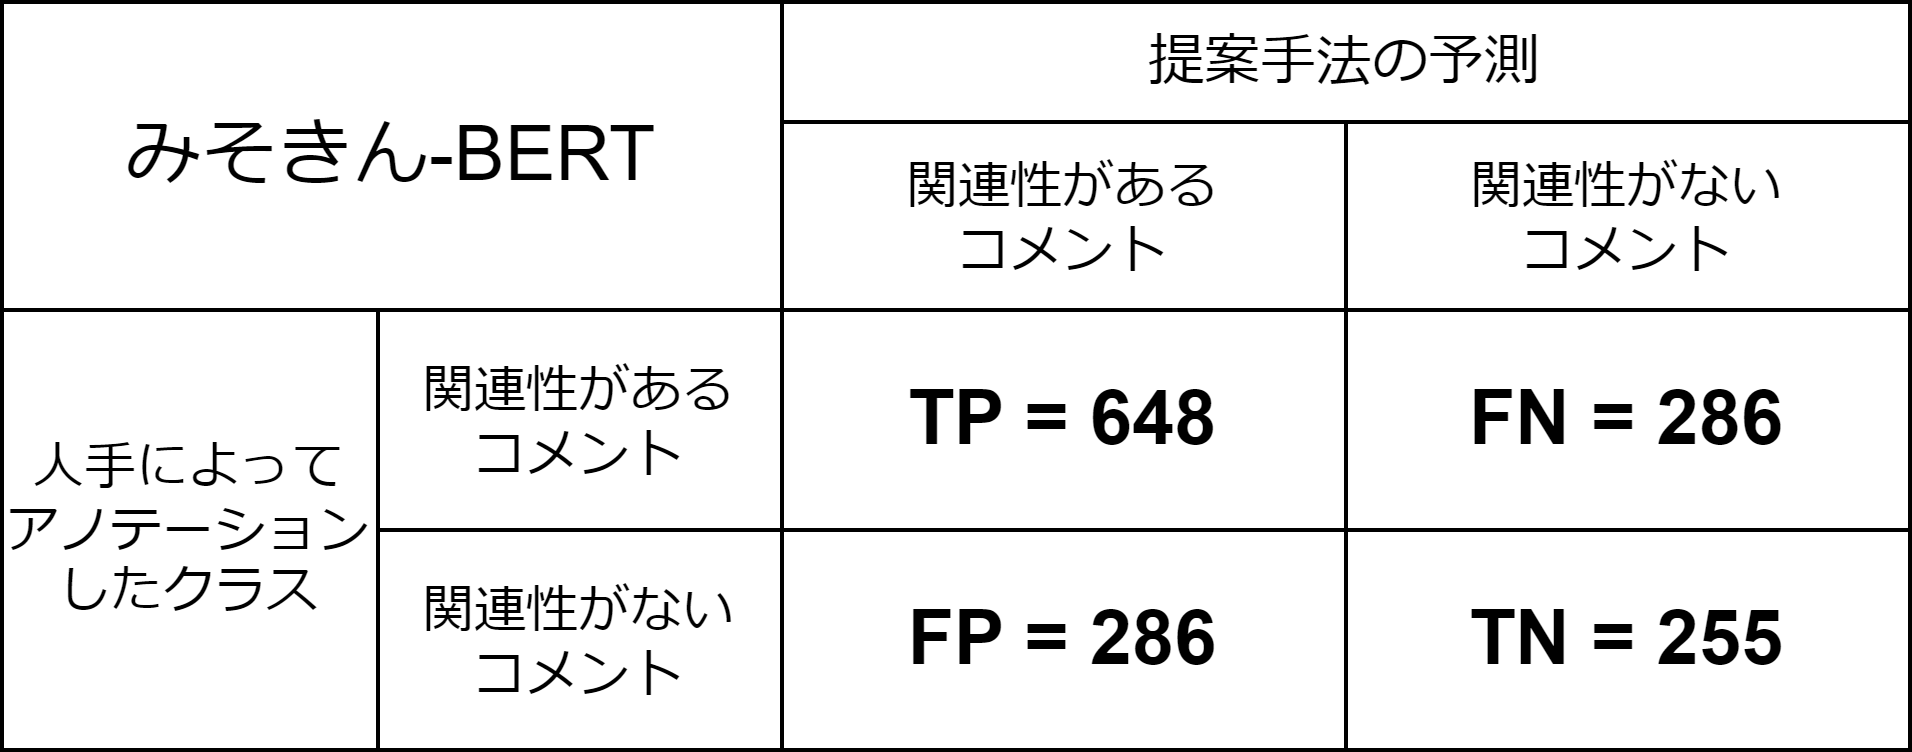 みそきん-BERT
提案手法の予測
関連性がある
コメント
関連性がない
コメント
人手によって
アノテーション
したクラス
関連性がある
コメント
TP = 648
FN = 286
関連性がない
コメント
FP = 286
TN = 255